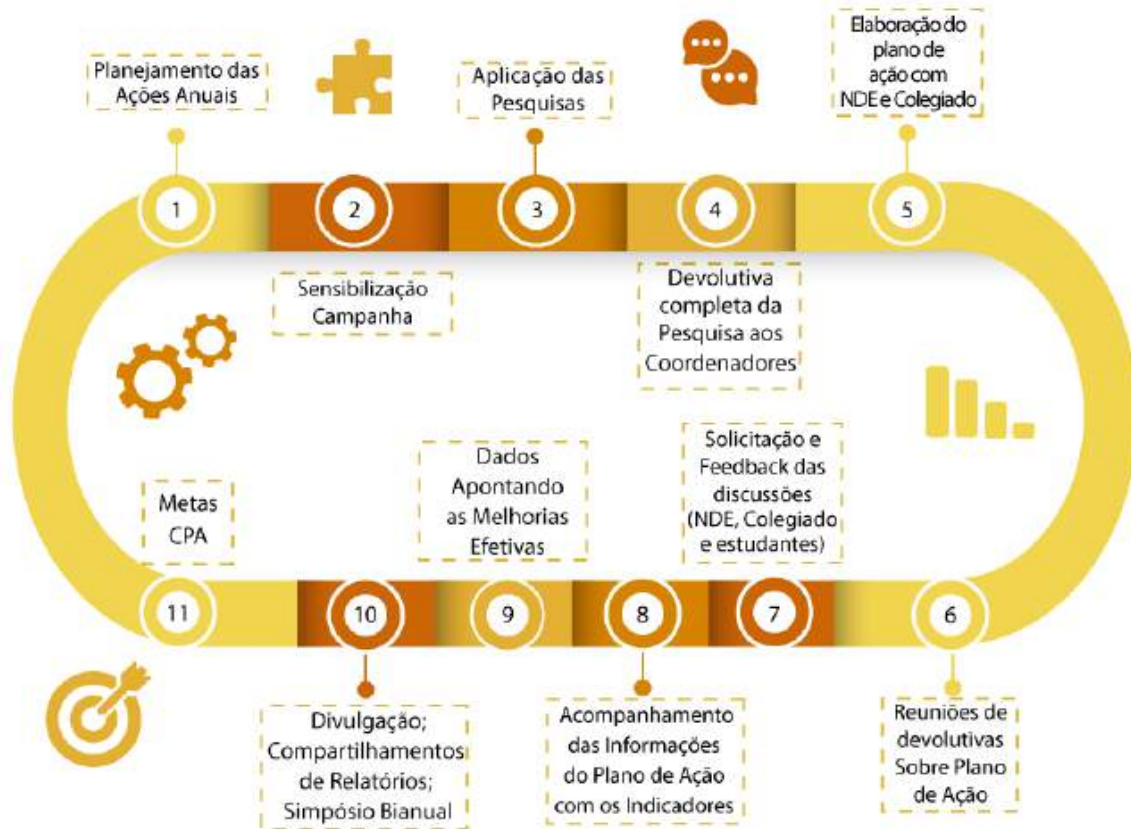 Planejamento das
Ações Anuais
1
2
Sensibilização
Campanha
Aplicação das
Pesquisas
3
4
Devolutiva
completa da
Pesquisa aos
Coordenadores
Elaboração do
plano de
ação com
NDE e Colegiado
5
6
Reuniões de
devolutivas
Sobre Plano
de Ação
Solicitação e
Feedback das
discussões
(NDE, Colegiado
e estudantes)
7
8
Acompanhamento
das Informações
do Plano de Ação
com os Indicadores
Dados
Apontando
as Melhorias
Efetivas
9
10
Divulgação;
Compartilhamentos
de Relatórios;
Simpósio Bianual
Metas
CPA
11